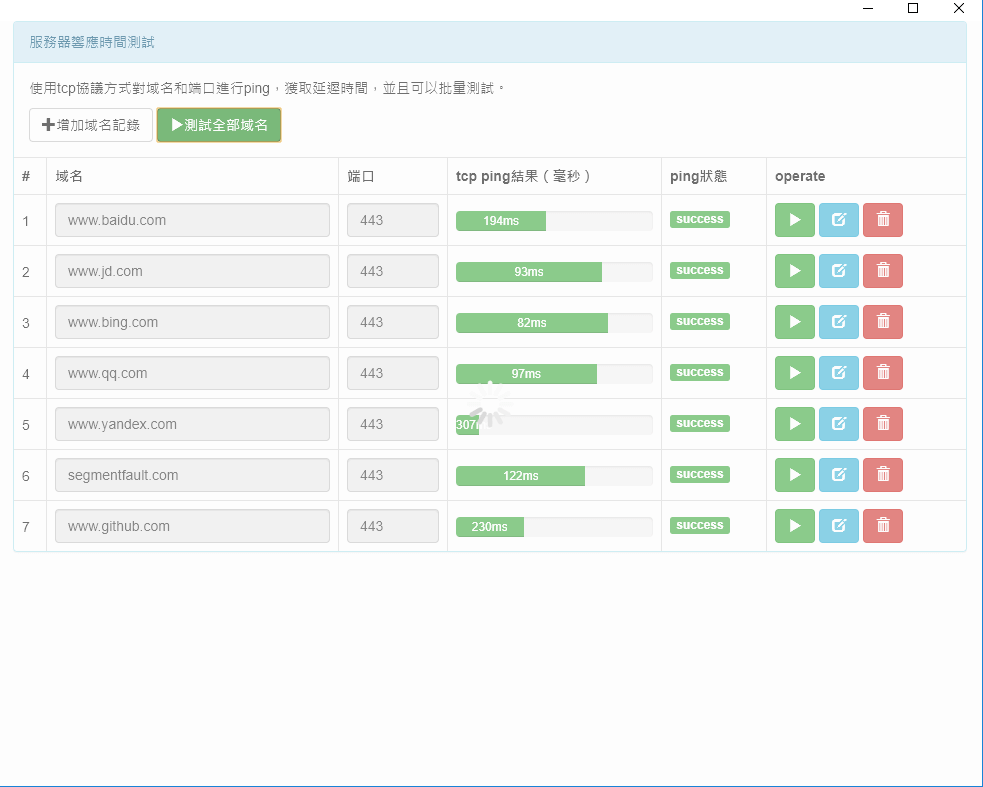 服務器響應時間測試
使用tcp協議方式對域名和端口進行ping，獲取延遲時間，並且可以批量測試。
增加域名記錄 測試全部域名
# 域名 端口 tcp ping結果（毫秒） ping狀態 operate
1 www.baidu.com 443 194ms success
2 www.jd.com 443 93ms success
3 www.bing.com 443 82ms success
4 www.qq.com 443 97ms success
5 www.yandex.com 443 307 success
6 segmentfault.com 443 122ms success
7 www.github.com 443 230ms success